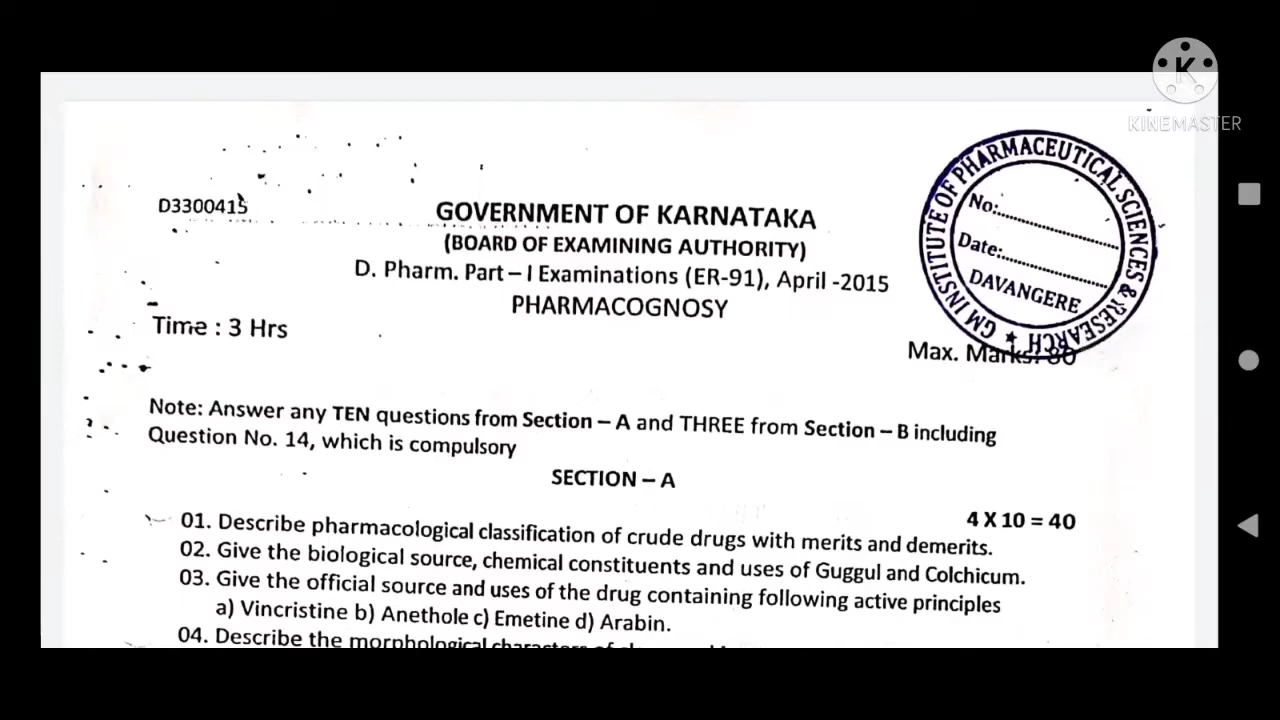 K
KINEMASTER
D3300415
GOVERNMENT OF KARNATAKA
(BOARD OF EXAMINING AUTHORITY)
D. Pharm. Part – I Examinations (ER-91), April -2015
PHARMACOGNOSY
Time : 3 Hrs
GM INSTITUTE OF PHARMACEUTICAL SCIENCES & RESEARCH ★
No:
Date:
DAVANGERE
Max. Marks: 80
Note: Answer any TEN questions from Section – A and THREE from Section – B including
Question No. 14, which is compulsory
SECTION – A
4 X 10 = 40
01. Describe pharmacological classification of crude drugs with merits and demerits.
02. Give the biological source, chemical constituents and uses of Guggul and Colchicum.
03. Give the official source and uses of the drug containing following active principles
a) Vincristine b) Anethole c) Emetine d) Arabin.
04. Describe the morphological characters of